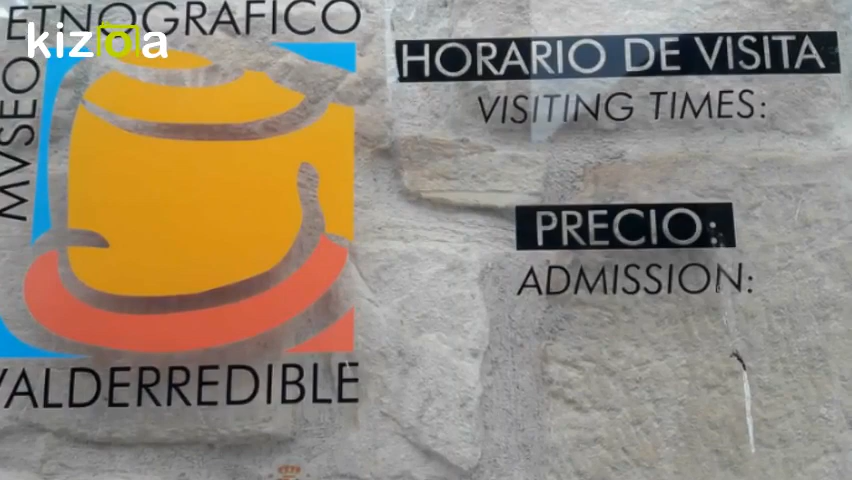 ETNOGRAFICO
kizoa
MVSEO
VALDERREDIBLE
HORARIO DE VISITA
VISITING TIMES:
PRECIO:
ADMISSION: